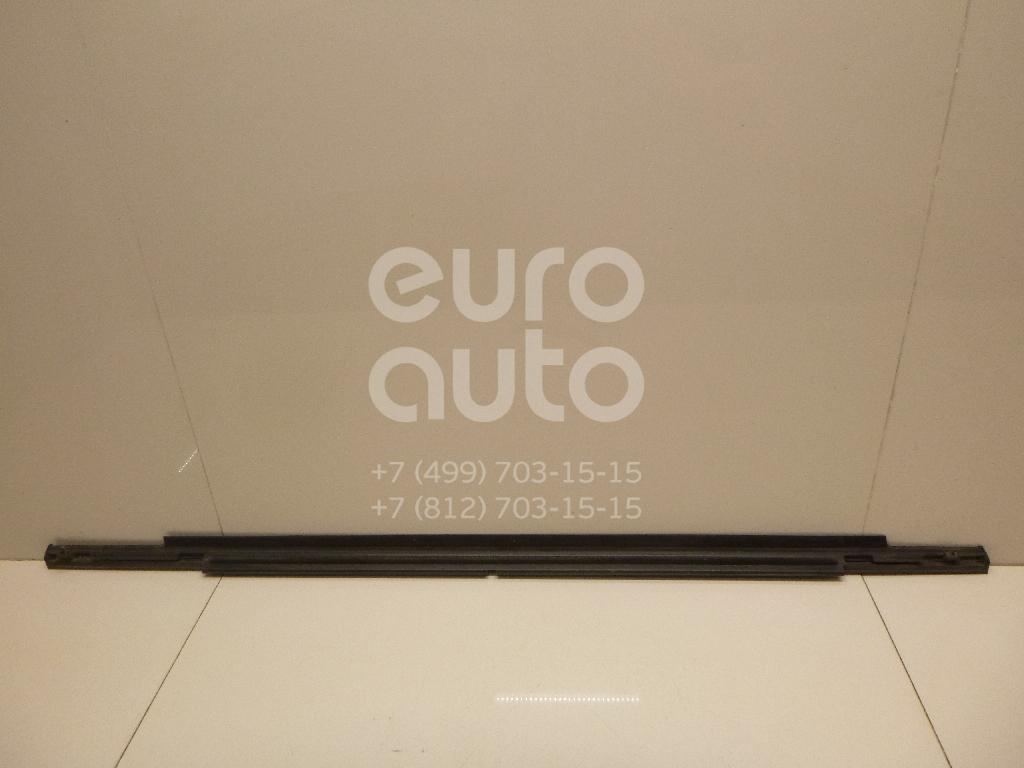 euro
auto
+7 (499) 703-15-15
+7 (812) 703-15-15